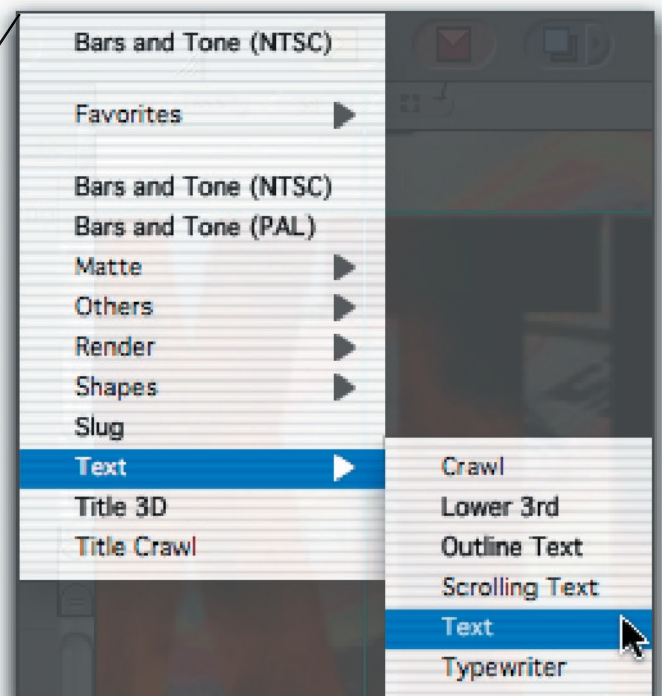 Bars and Tone (NTSC)
Favorites
Bars and Tone (NTSC)
Bars and Tone (PAL)
Matte
Others
Render
Shapes
Slug
Text
Title 3D
Title Crawl
Crawl
Lower 3rd
Outline Text
Scrolling Text
Text
Typewriter